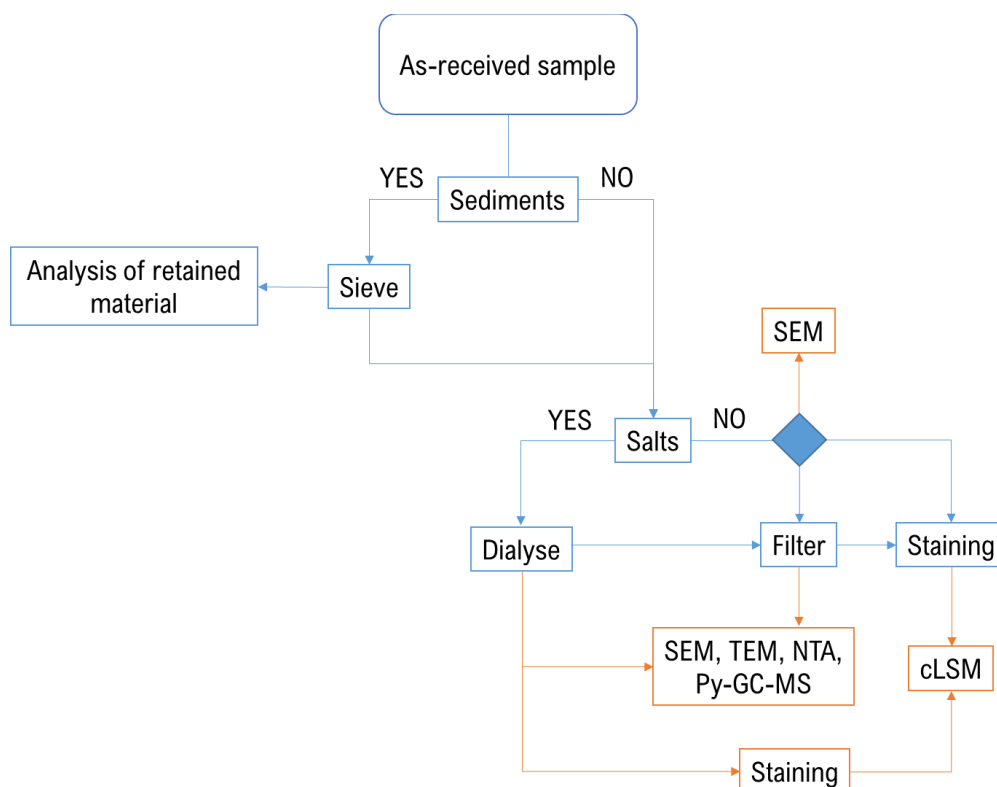 As-received sample
YES
NO
Sediments
Analysis of retained
material
Sieve
SEM
YES
NO
Salts
Dialyse
Filter
Staining
SEM, TEM, NTA,
Py-GC-MS
cLSM
Staining